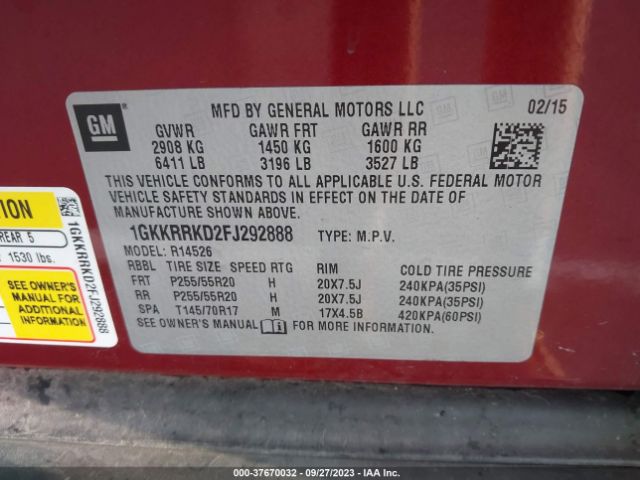 GM
MFD BY GENERAL MOTORS LLC 02/15
GVWR GAWR FRT GAWR RR
2908 KG 1450 KG 1600 KG
6411 LB 3196 LB 3527 LB
THIS VEHICLE CONFORMS TO ALL APPLICABLE U.S. FEDERAL MOTOR
VEHICLE SAFETY STANDARDS IN EFFECT ON THE DATE OF
MANUFACTURE SHOWN ABOVE.
1GKKRRKD2FJ292888 TYPE: M.P.V.
MODEL: R14526
RBBL TIRE SIZE SPEED RTG RIM COLD TIRE PRESSURE
FRT P255/55R20 H 20X7.5J 240KPA(35PSI)
RR P255/55R20 H 20X7.5J 240KPA(35PSI)
SPA T145/70R17 M 17X4.5B 420KPA(60PSI)
SEE OWNER'S MANUAL FOR MORE INFORMATION.
REAR 5
1530 lbs.
SEE OWNER'S
MANUAL FOR
ADDITIONAL
INFORMATION
1GKKRRKD2FJ292888
000-37670032 - 09/27/2023 - IAA Inc.